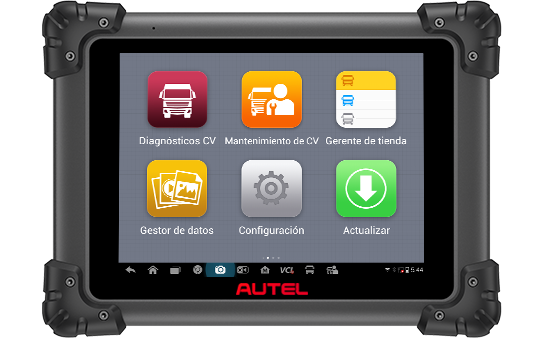 Diagnósticos CV
Mantenimiento de CV
Gerente de tienda
Gestor de datos
Configuración
Actualizar
VCI
5:44
AUTEL